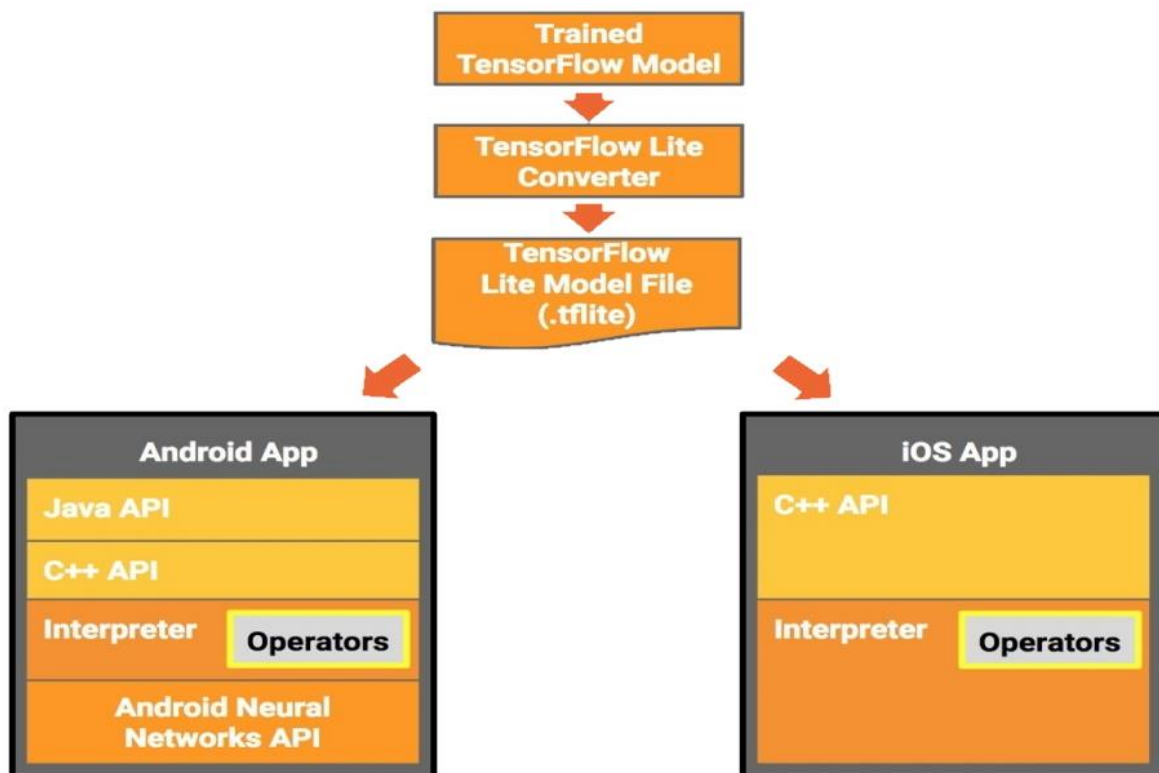 Trained
TensorFlow Model
TensorFlow Lite
Converter
TensorFlow
Lite Model File
(.tflite)
Android App
Java API
C++ API
Interpreter
Operators
Android Neural
Networks API
iOS App
C++ API
Interpreter
Operators